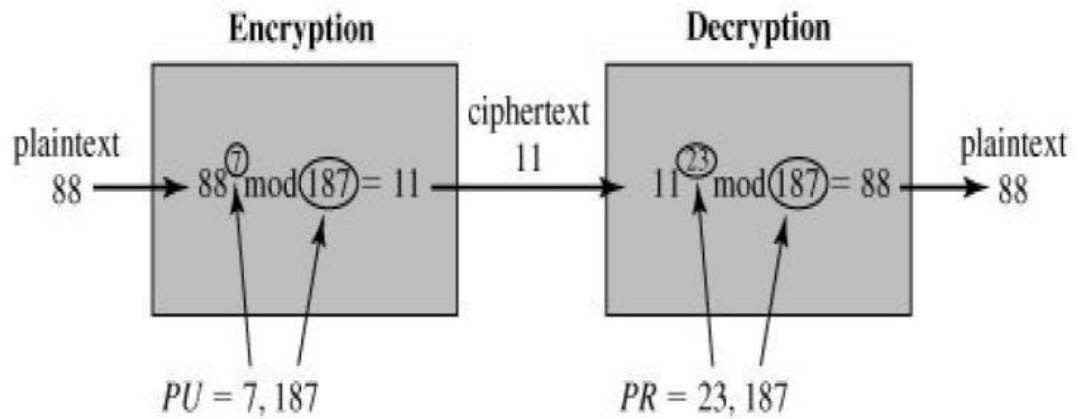 Encryption
Decryption
plaintext
88
88^7 mod 187 = 11
ciphertext
11
11^23 mod 187 = 88
plaintext
88
PU = 7, 187
PR = 23, 187